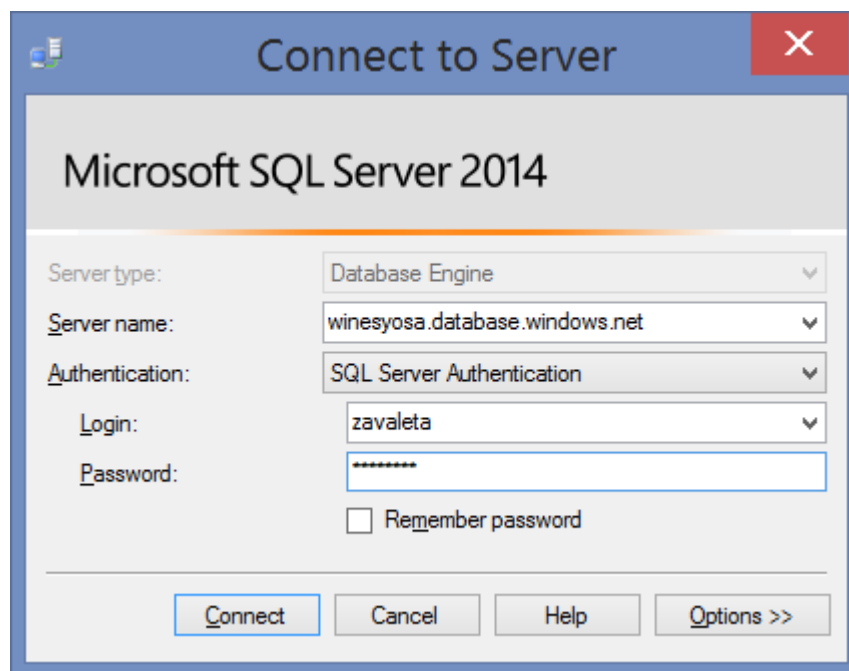 Connect to Server
Microsoft SQL Server 2014
Server type: Database Engine
Server name: winesyosa.database.windows.net
Authentication: SQL Server Authentication
Login: zavaleta
Password: ********
Remember password
Connect Cancel Help Options >>